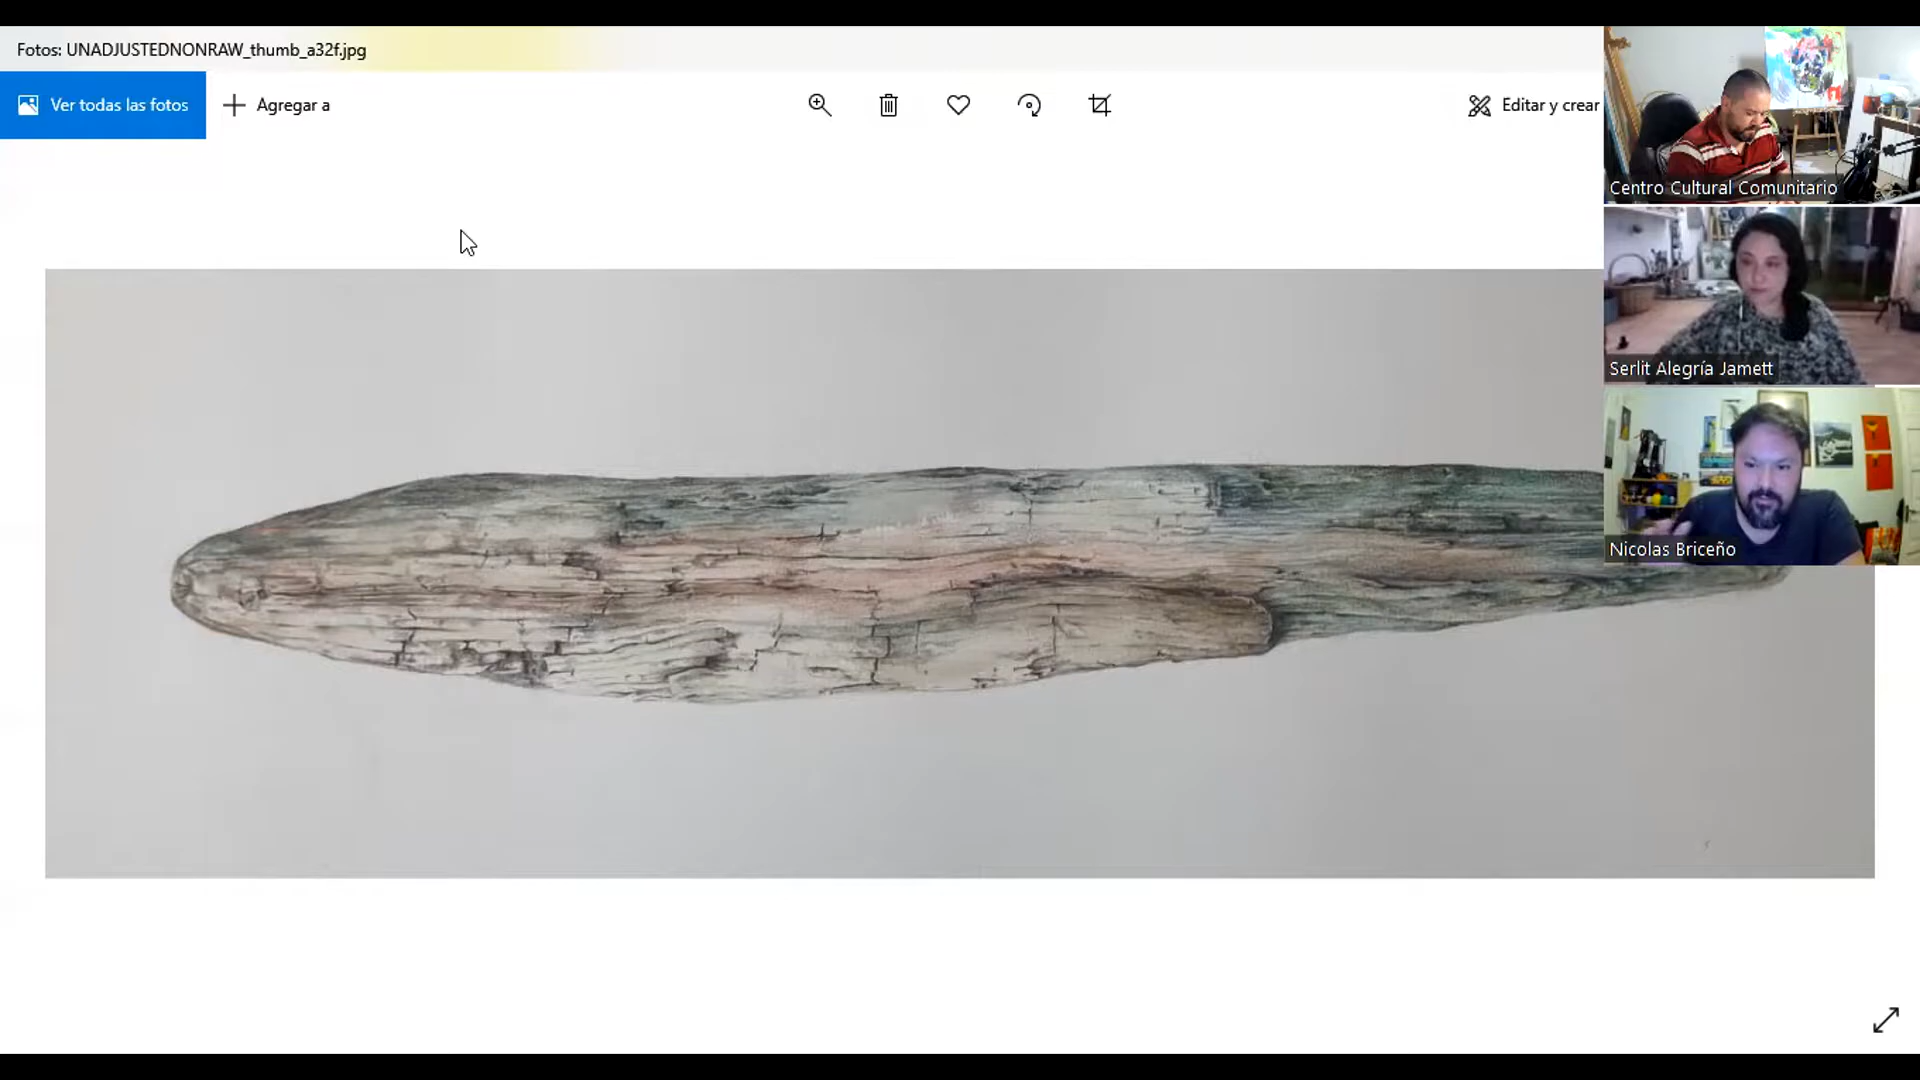 Fotos: UNADJUSTEDNONRAW_thumb_a32f.jpg
Ver todas las fotos
Agregar a
Editar y crear
Centro Cultural Comunitario
Serlit Alegría Jamett
Nicolas Briceño